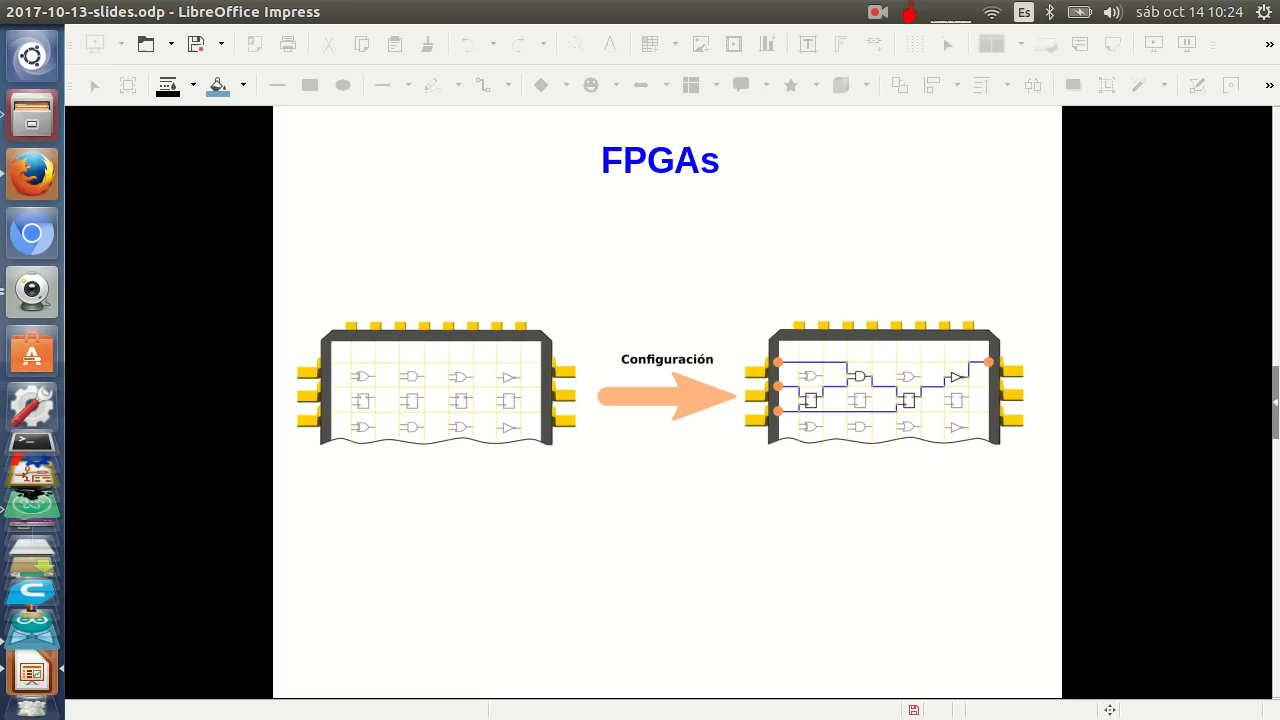 2017-10-13-slides.odp - LibreOffice Impress
Es
sáb oct 14 10:24
FPGAs
Configuración